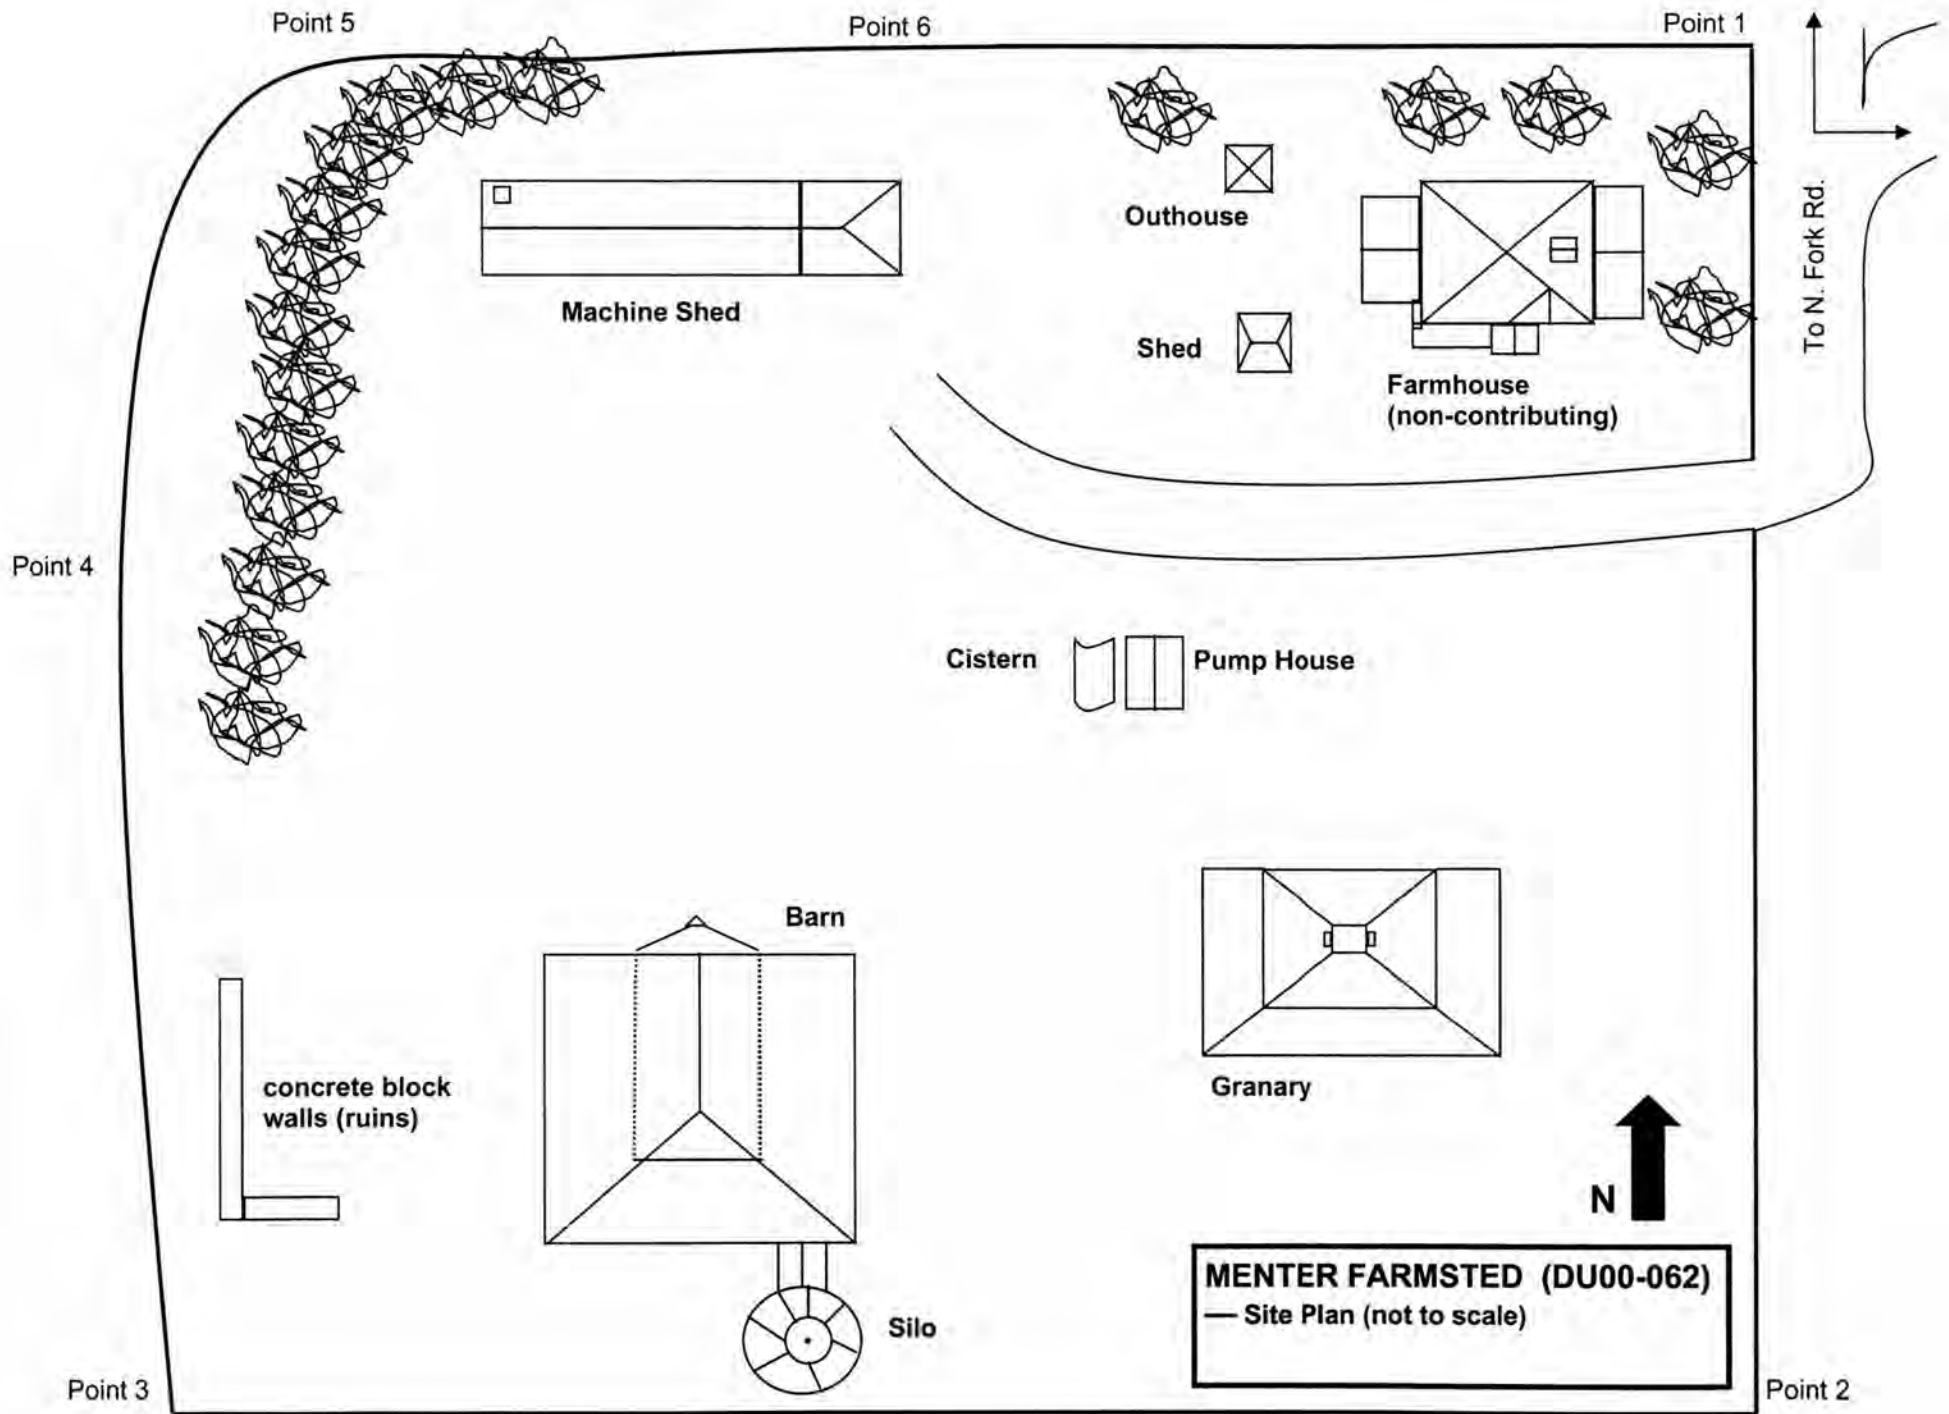 Point 5
Point 6
Point 1
Outhouse
To N. Fork Rd.
Machine Shed
Shed
Farmhouse
(non-contributing)
Point 4
Cistern
Pump House
Barn
concrete block
walls (ruins)
Granary
N
MENTER FARMSTED (DU00-062)
— Site Plan (not to scale)
Silo
Point 3
Point 2